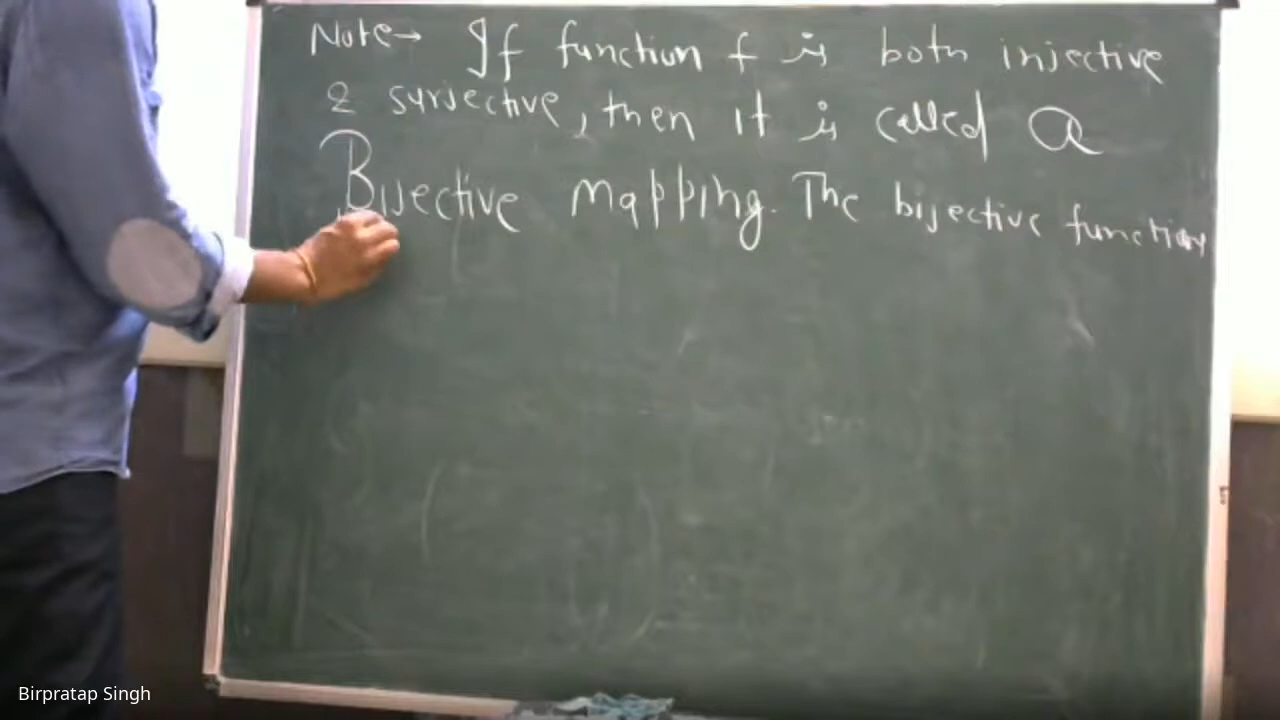 Note→ If function f is both injective
& surjective, then it is called a
Bijective Mapping. The bijective function
Birpratap Singh